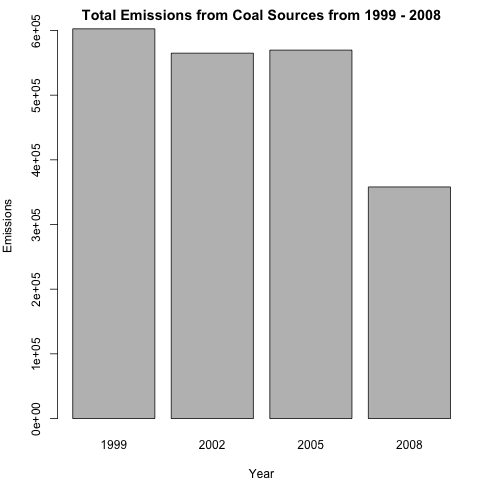 Total Emissions from Coal Sources from 1999 - 2008
6e+05
5e+05
4e+05
3e+05
2e+05
1e+05
0e+00
Emissions
1999 2002 2005 2008
Year